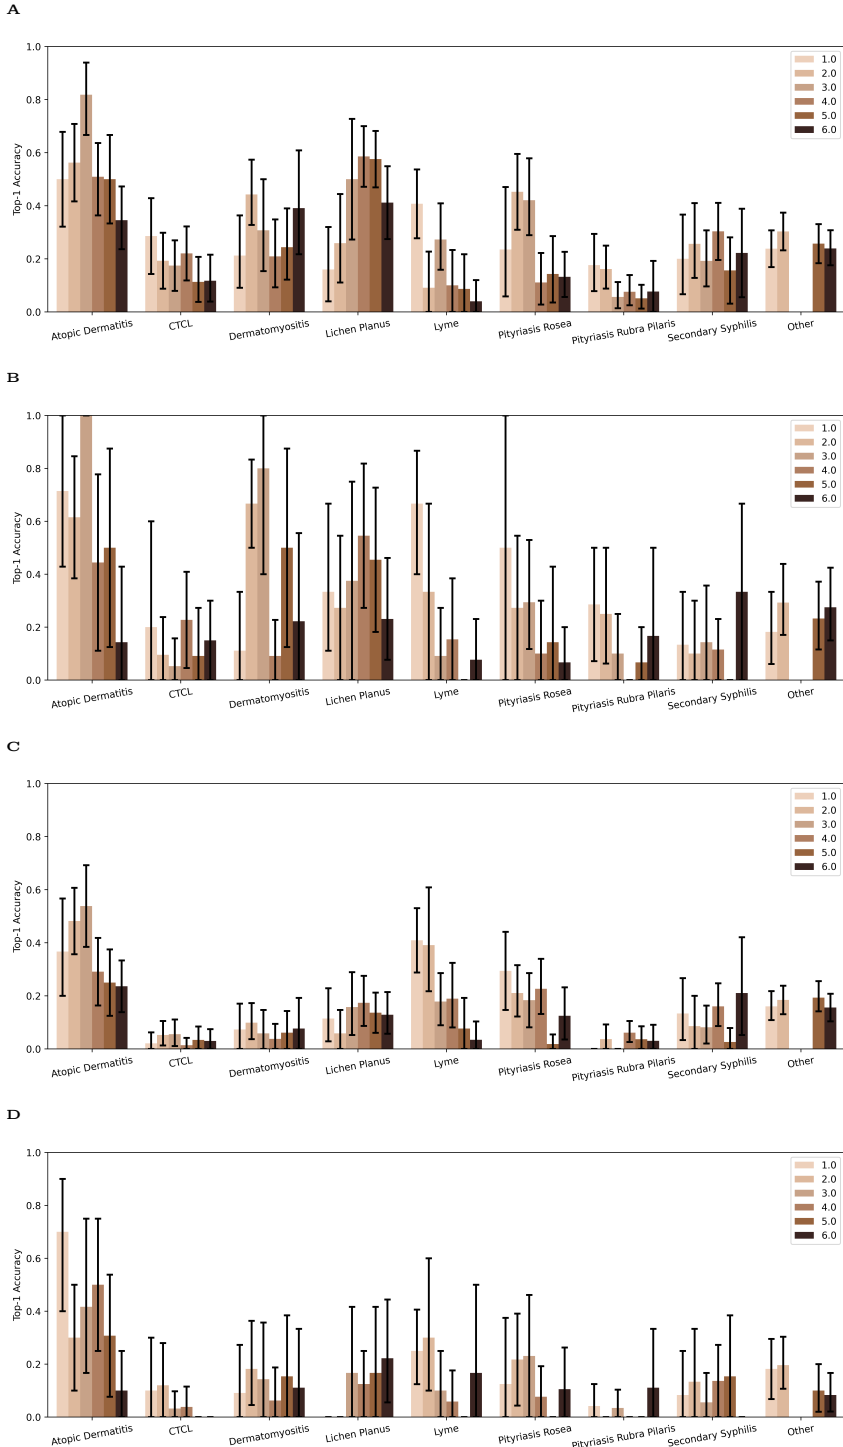 A
1.0
0.8
0.6
0.4
0.2
0.0
Top-1 Accuracy
1.0
2.0
3.0
4.0
5.0
6.0
Atopic Dermatitis
CTCL
Dermatomyositis
Lichen Planus
Lyme
Pityriasis Rosea
Pityriasis Rubra Pilaris
Secondary Syphilis
Other
B
1.0
0.8
0.6
0.4
0.2
0.0
Top-1 Accuracy
1.0
2.0
3.0
4.0
5.0
6.0
Atopic Dermatitis
CTCL
Dermatomyositis
Lichen Planus
Lyme
Pityriasis Rosea
Pityriasis Rubra Pilaris
Secondary Syphilis
Other
C
1.0
0.8
0.6
0.4
0.2
0.0
Top-1 Accuracy
1.0
2.0
3.0
4.0
5.0
6.0
Atopic Dermatitis
CTCL
Dermatomyositis
Lichen Planus
Lyme
Pityriasis Rosea
Pityriasis Rubra Pilaris
Secondary Syphilis
Other
D
1.0
0.8
0.6
0.4
0.2
0.0
Top-1 Accuracy
1.0
2.0
3.0
4.0
5.0
6.0
Atopic Dermatitis
CTCL
Dermatomyositis
Lichen Planus
Lyme
Pityriasis Rosea
Pityriasis Rubra Pilaris
Secondary Syphilis
Other